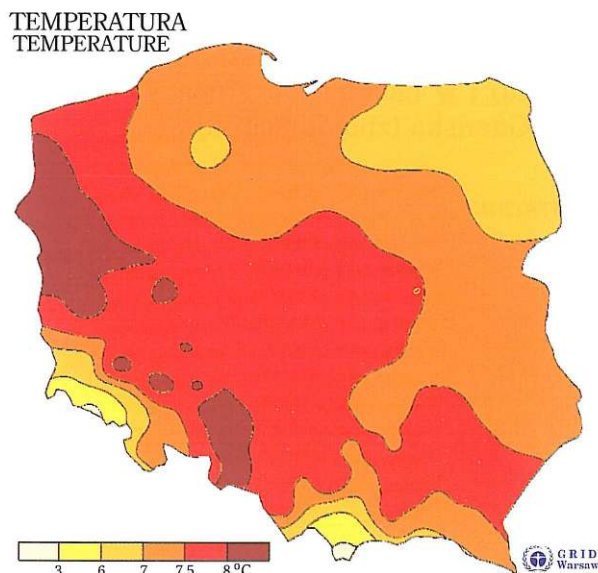 TEMPERATURA
TEMPERATURE
3 6 7 7.5 8 °C
GRID
Warsaw